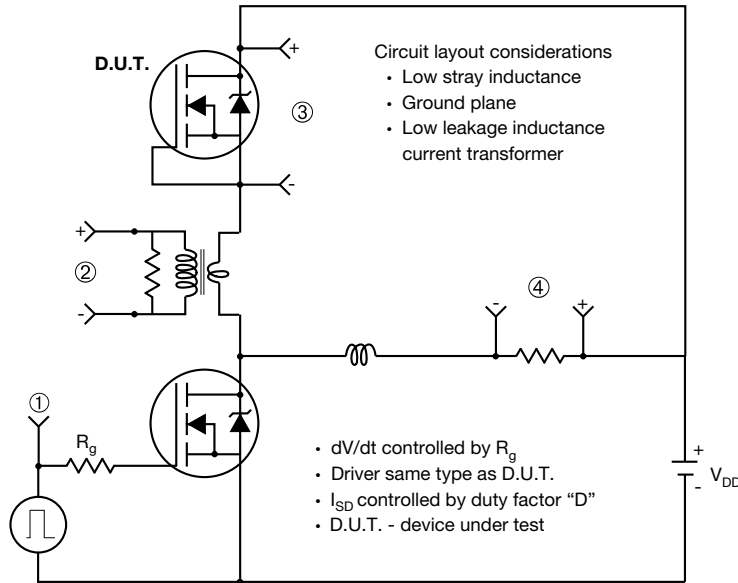 +
D.U.T.
Circuit layout considerations
• Low stray inductance
• Ground plane
• Low leakage inductance
current transformer
③
-
+
②
-
④
-
+
①
R_g
• dV/dt controlled by R_g
• Driver same type as D.U.T.
• I_SD controlled by duty factor “D”
• D.U.T. - device under test
+
-
V_DD